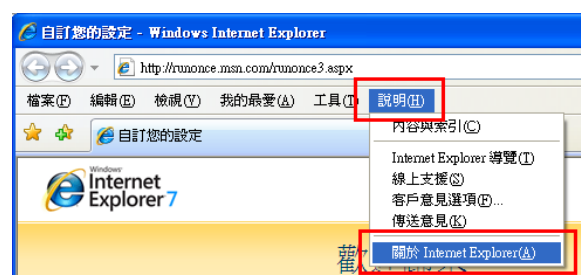 自訂您的設定 - Windows Internet Explorer
http://runonce.msn.com/runonce3.aspx
檔案(F) 編輯(E) 檢視(V) 我的最愛(A) 工具(T) 說明(H)
自訂您的設定
內容與索引(C)
Internet Explorer 導覽(T)
線上支援(S)
客戶意見選項(F)...
傳送意見(K)
關於 Internet Explorer(A)
Windows
Internet
Explorer 7